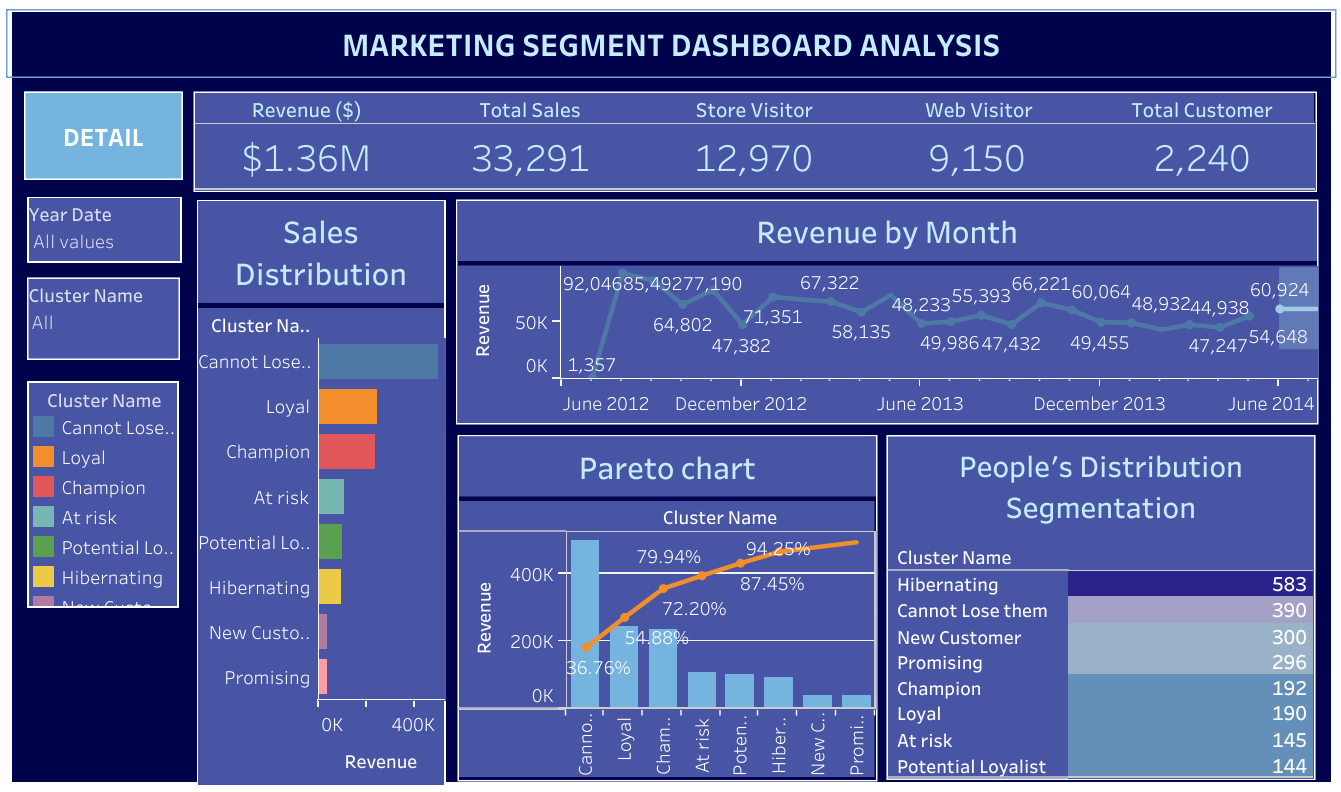 MARKETING SEGMENT DASHBOARD ANALYSIS
DETAIL
Revenue ($) Total Sales Store Visitor Web Visitor Total Customer
$1.36M 33,291 12,970 9,150 2,240
Year Date
All values
Cluster Name
All
Cluster Name
Cannot Lose..
Loyal
Champion
At risk
Potential Lo..
Hibernating
New Custo..
Sales
Distribution
Cluster Na..
Cannot Lose..
Loyal
Champion
At risk
Potential Lo..
Hibernating
New Custo..
Promising
0K 400K
Revenue
Revenue by Month
Revenue
50K
0K
92,046 85,492 77,190 67,322 66,221 60,924
48,233 55,393 60,064 48,932 44,938
64,802 71,351 58,135
47,382 49,986 47,432 49,455 47,247 54,648
1,357
June 2012 December 2012 June 2013 December 2013 June 2014
Pareto chart
Cluster Name
Revenue
400K
200K
0K
36.76%
54.88%
72.20%
79.94%
87.45%
94.25%
Canno..
Loyal
Cham..
At risk
Poten..
Hiber..
New C..
Promi..
People’s Distribution
Segmentation
Cluster Name
Hibernating 583
Cannot Lose them 390
New Customer 300
Promising 296
Champion 192
Loyal 190
At risk 145
Potential Loyalist 144